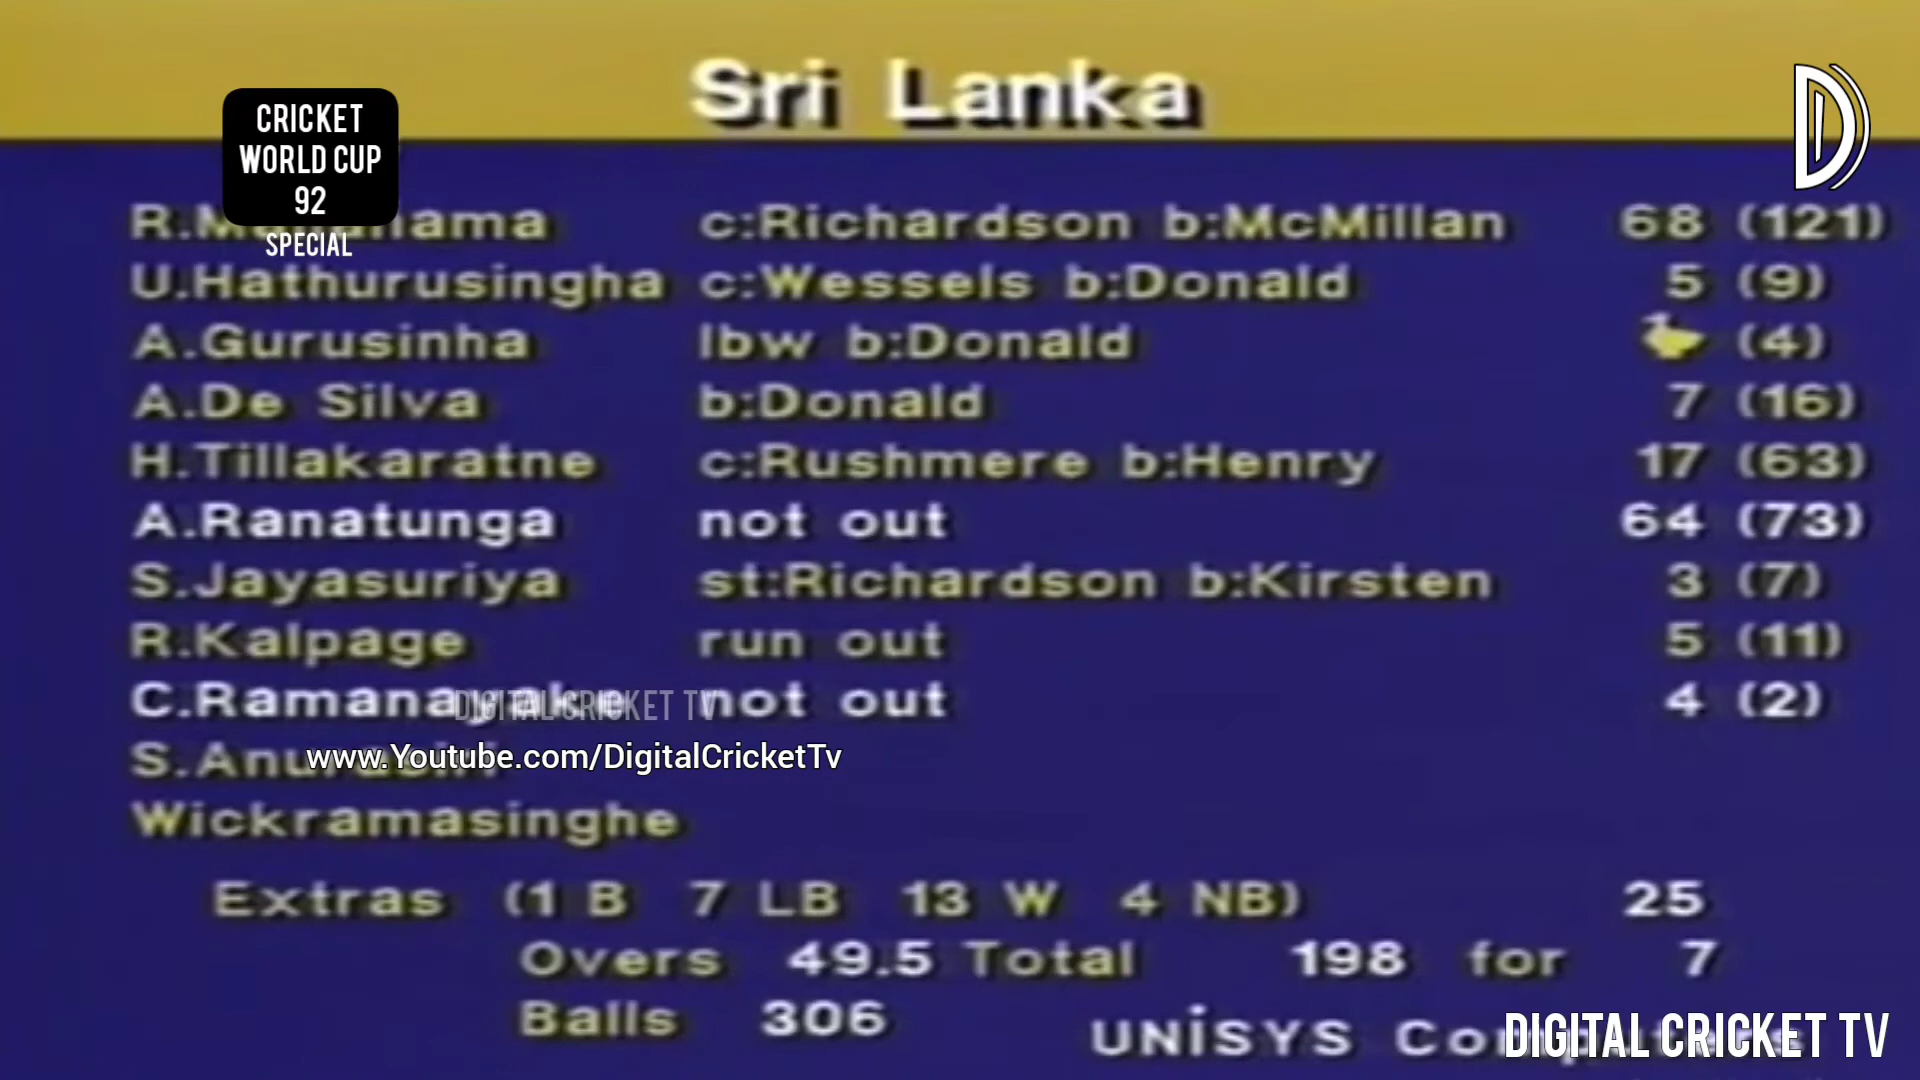 Sri Lanka
CRICKET
WORLD CUP
92
SPECIAL
c:Richardson b:McMillan 68 (121)
U.Hathurusingha c:Wessels b:Donald 5 (9)
A.Gurusinha lbw b:Donald (4)
A.De Silva b:Donald 7 (16)
H.Tillakaratne c:Rushmere b:Henry 17 (63)
A.Ranatunga not out 64 (73)
S.Jayasuriya st:Richardson b:Kirsten 3 (7)
R.Kalpage run out 5 (11)
not out 4 (2)
DIGITAL CRICKET TV
www.Youtube.com/DigitalCricketTv
Wickramasinghe
Extras (1 B 7 LB 13 W 4 NB) 25
Overs 49.5 Total 198 for 7
Balls 306
UNiSYS
DIGITAL CRICKET TV